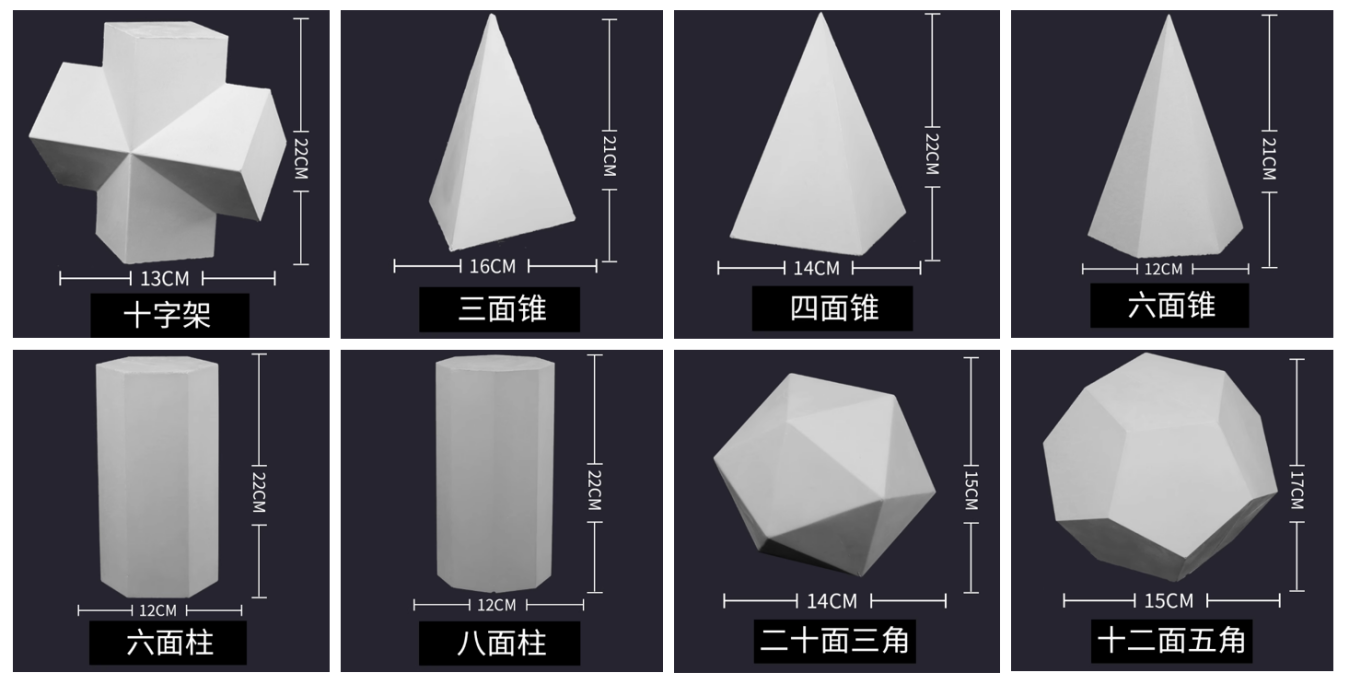 22CM
13CM
十字架
21CM
16CM
三面锥
22CM
14CM
四面锥
21CM
12CM
六面锥
22CM
12CM
六面柱
22CM
12CM
八面柱
15CM
14CM
二十面三角
17CM
15CM
十二面五角